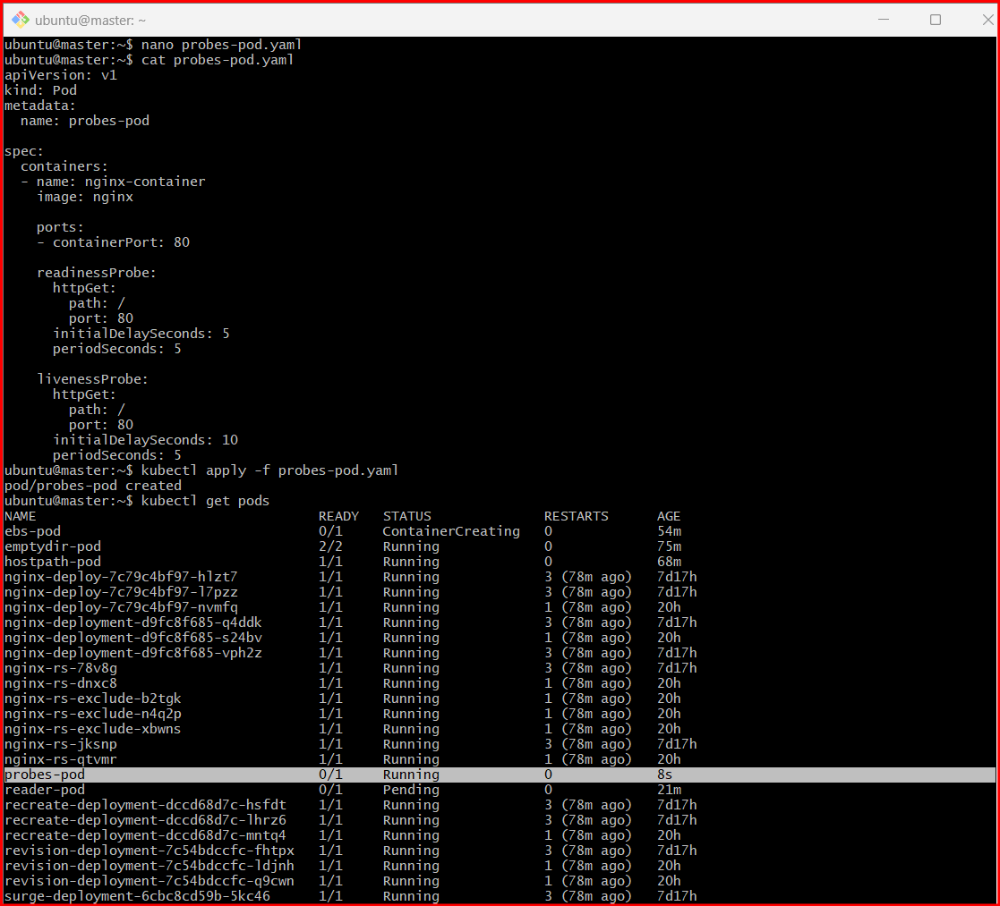 ubuntu@master: ~
ubuntu@master:~$ nano probes-pod.yaml
ubuntu@master:~$ cat probes-pod.yaml
apiVersion: v1
kind: Pod
metadata:
  name: probes-pod

spec:
  containers:
  - name: nginx-container
    image: nginx

    ports:
    - containerPort: 80

    readinessProbe:
      httpGet:
        path: /
        port: 80
      initialDelaySeconds: 5
      periodSeconds: 5

    livenessProbe:
      httpGet:
        path: /
        port: 80
      initialDelaySeconds: 10
      periodSeconds: 5
ubuntu@master:~$ kubectl apply -f probes-pod.yaml
pod/probes-pod created
ubuntu@master:~$ kubectl get pods
NAME                                   READY   STATUS              RESTARTS      AGE
ebs-pod                                0/1     ContainerCreating   0             54m
emptydir-pod                           2/2     Running             0             75m
hostpath-pod                           1/1     Running             0             68m
nginx-deploy-7c79c4bf97-hlzt7          1/1     Running             3 (78m ago)   7d17h
nginx-deploy-7c79c4bf97-l7pzz          1/1     Running             3 (78m ago)   7d17h
nginx-deploy-7c79c4bf97-nvmfq          1/1     Running             1 (78m ago)   20h
nginx-deployment-d9fc8f685-q4ddk       1/1     Running             3 (78m ago)   7d17h
nginx-deployment-d9fc8f685-s24bv       1/1     Running             1 (78m ago)   20h
nginx-deployment-d9fc8f685-vph2z       1/1     Running             3 (78m ago)   7d17h
nginx-rs-78v8g                         1/1     Running             3 (78m ago)   7d17h
nginx-rs-dnxc8                         1/1     Running             1 (78m ago)   20h
nginx-rs-exclude-b2tgk                 1/1     Running             1 (78m ago)   20h
nginx-rs-exclude-n4q2p                 1/1     Running             1 (78m ago)   20h
nginx-rs-exclude-xbwns                 1/1     Running             1 (78m ago)   20h
nginx-rs-jksnp                         1/1     Running             3 (78m ago)   7d17h
nginx-rs-qtvmr                         1/1     Running             1 (78m ago)   20h
probes-pod                             0/1     Running             0             8s
reader-pod                             0/1     Pending             0             21m
recreate-deployment-dccd68d7c-hsfdt    1/1     Running             3 (78m ago)   7d17h
recreate-deployment-dccd68d7c-lhrz6    1/1     Running             3 (78m ago)   7d17h
recreate-deployment-dccd68d7c-mntq4    1/1     Running             1 (78m ago)   20h
revision-deployment-7c54bdccfc-fhtpx   1/1     Running             3 (78m ago)   7d17h
revision-deployment-7c54bdccfc-ldjnh   1/1     Running             1 (78m ago)   20h
revision-deployment-7c54bdccfc-q9cwn   1/1     Running             1 (78m ago)   20h
surge-deployment-6cbc8cd59b-5kc46      1/1     Running             3 (78m ago)   7d17h